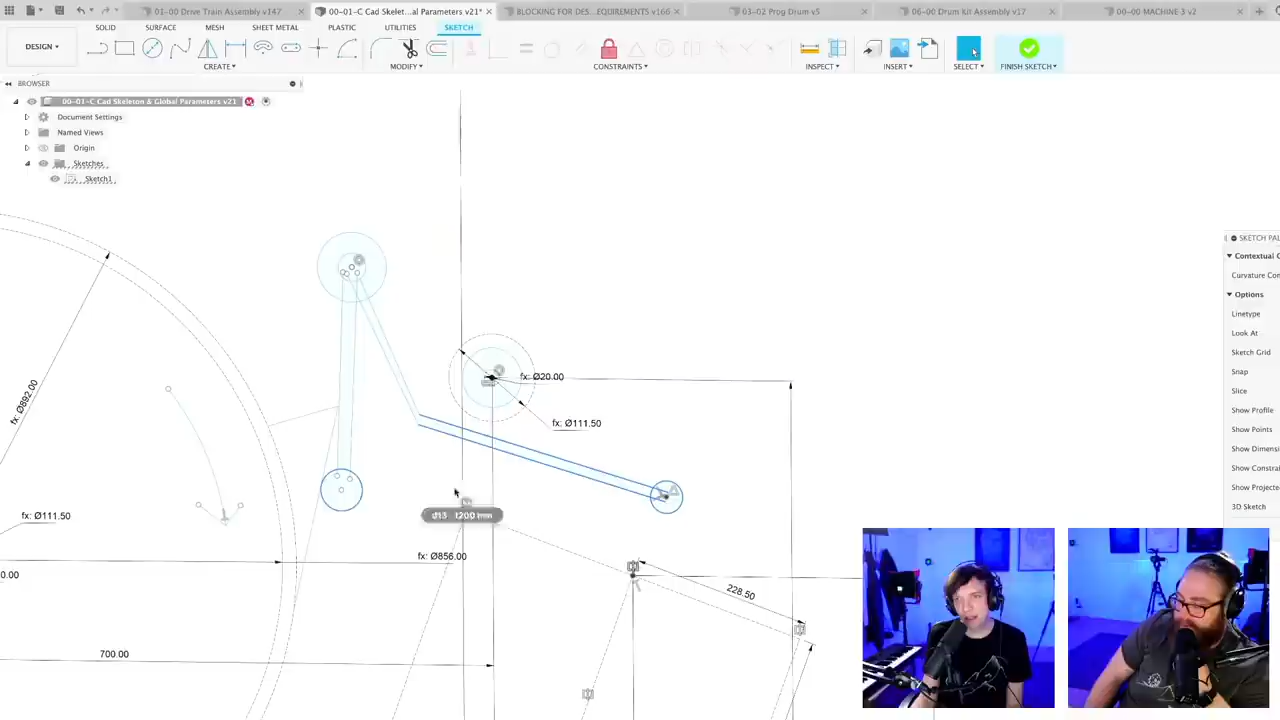 01-00 Drive Train Assembly v147
00-01-C Cad Skelet...al Parameters v21*
BLOCKING FOR DES...EQUIREMENTS v166
03-02 Prog Drum v5
06-00 Drum Kit Assembly v17
00-00 MACHINE 3 v2
SOLID
SURFACE
MESH
SHEET METAL
PLASTIC
UTILITIES
SKETCH
DESIGN
CREATE
MODIFY
CONSTRAINTS
INSPECT
INSERT
SELECT
FINISH SKETCH
BROWSER
00-01-C Cad Skeleton & Global Parameters v21
Document Settings
Named Views
Origin
Sketches
Sketch1
SKETCH PAL
Contextual C
Curvature Com
Options
Linetype
Look At
Sketch Grid
Snap
Slice
Show Profile
Show Points
Show Dimensi
Show Constrai
Show Projecte
3D Sketch
fx: Ø892.00
fx: Ø20.00
fx: Ø111.50
: Ø111.50
d13
fx: Ø856.00
0.00
228.50
700.00